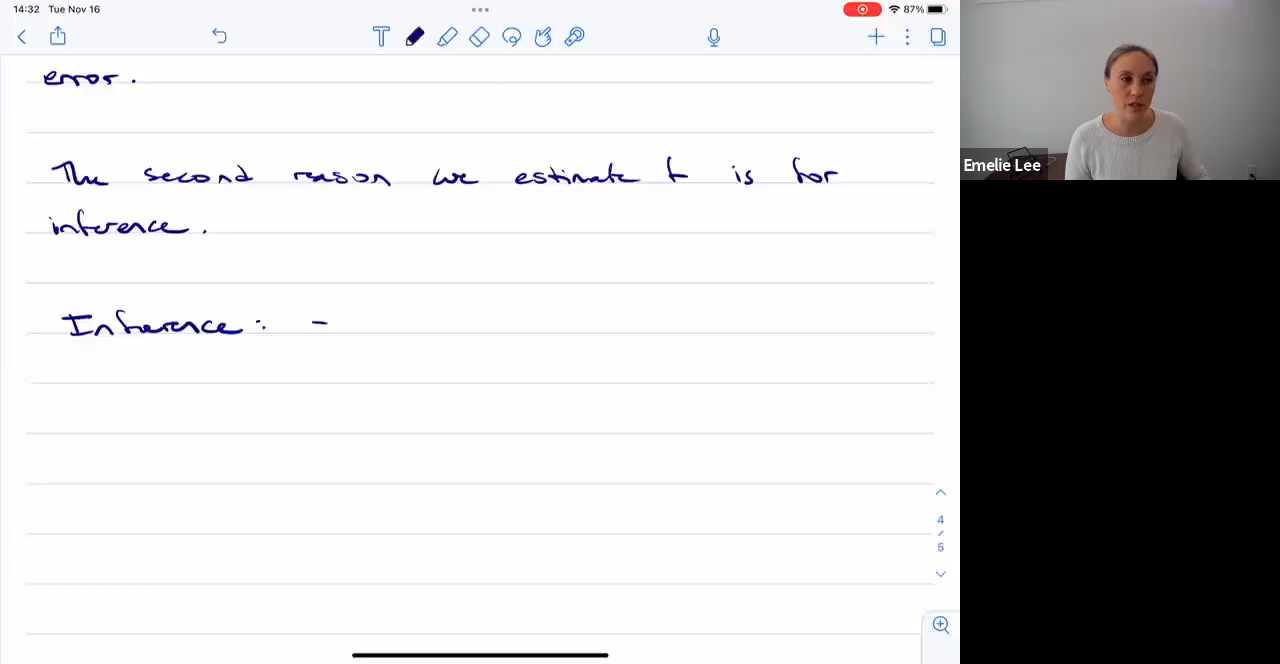 14:32 Tue Nov 16
87%
error.
The second reason we estimate f is for
inference.
Inference: -
Emelie Lee
4
/
5